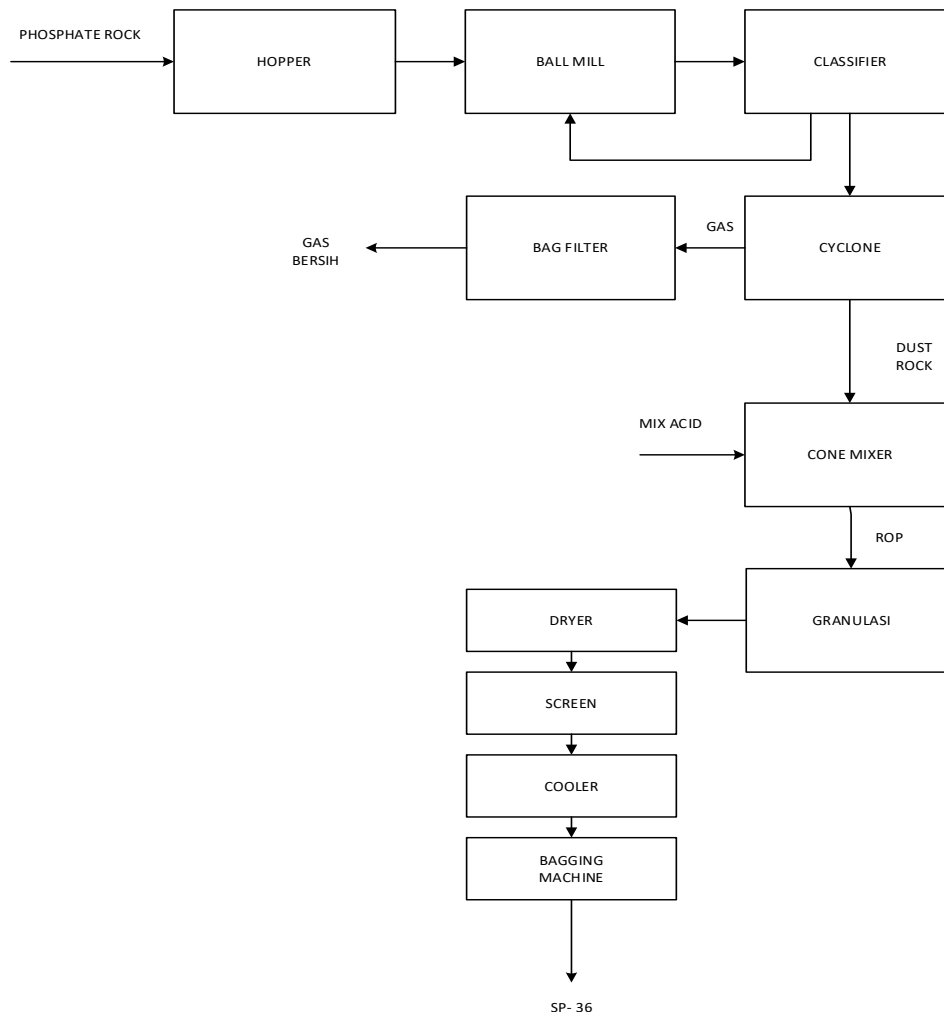 PHOSPHATE ROCK
HOPPER
BALL MILL
CLASSIFIER
GAS
BERSIH
BAG FILTER
GAS
CYCLONE
DUST
ROCK
MIX ACID
CONE MIXER
ROP
GRANULASI
DRYER
SCREEN
COOLER
BAGGING
MACHINE
SP- 36